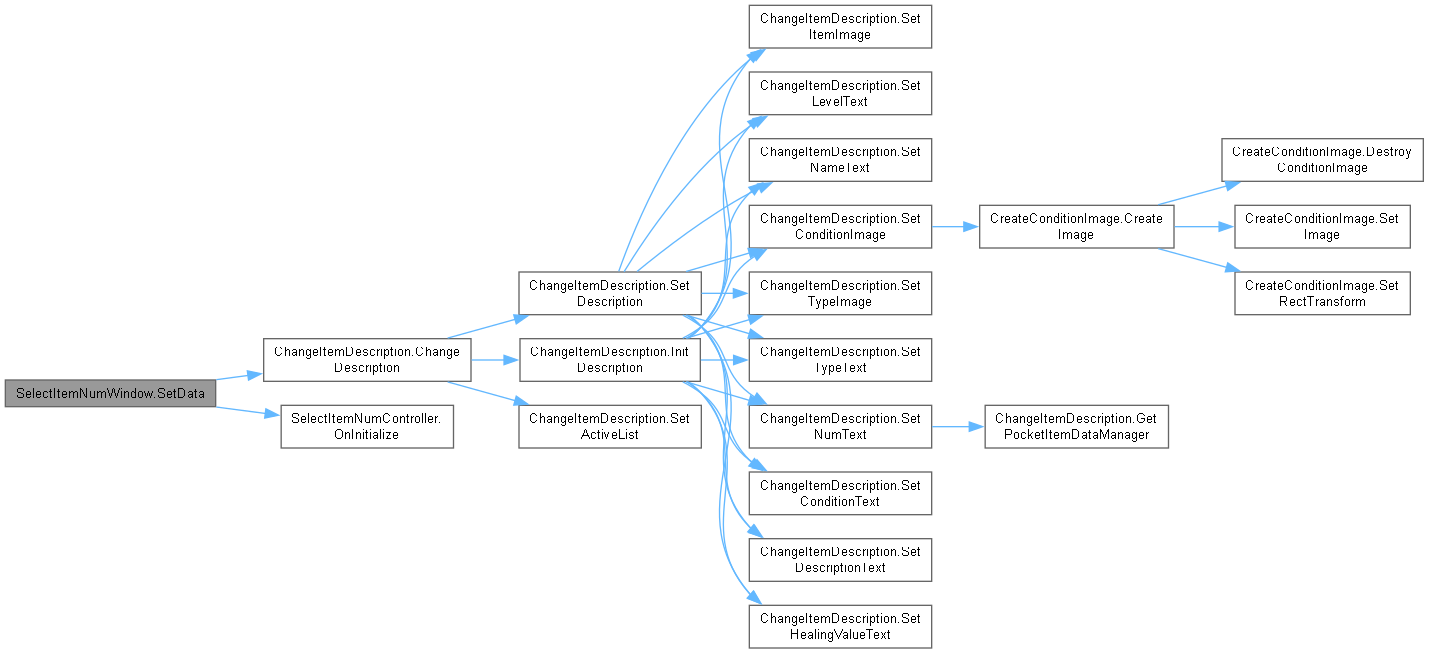 SelectItemNumWindow.SetData
ChangeItemDescription.Change
Description
SelectItemNumController.
OnInitialize
ChangeItemDescription.Set
Description
ChangeItemDescription.Init
Description
ChangeItemDescription.Set
ActiveList
ChangeItemDescription.Set
ItemImage
ChangeItemDescription.Set
LevelText
ChangeItemDescription.Set
NameText
ChangeItemDescription.Set
ConditionImage
ChangeItemDescription.Set
TypeImage
ChangeItemDescription.Set
TypeText
ChangeItemDescription.Set
NumText
ChangeItemDescription.Set
ConditionText
ChangeItemDescription.Set
DescriptionText
ChangeItemDescription.Set
HealingValueText
CreateConditionImage.Create
Image
ChangeItemDescription.Get
PocketItemDataManager
CreateConditionImage.Destroy
ConditionImage
CreateConditionImage.Set
Image
CreateConditionImage.Set
RectTransform